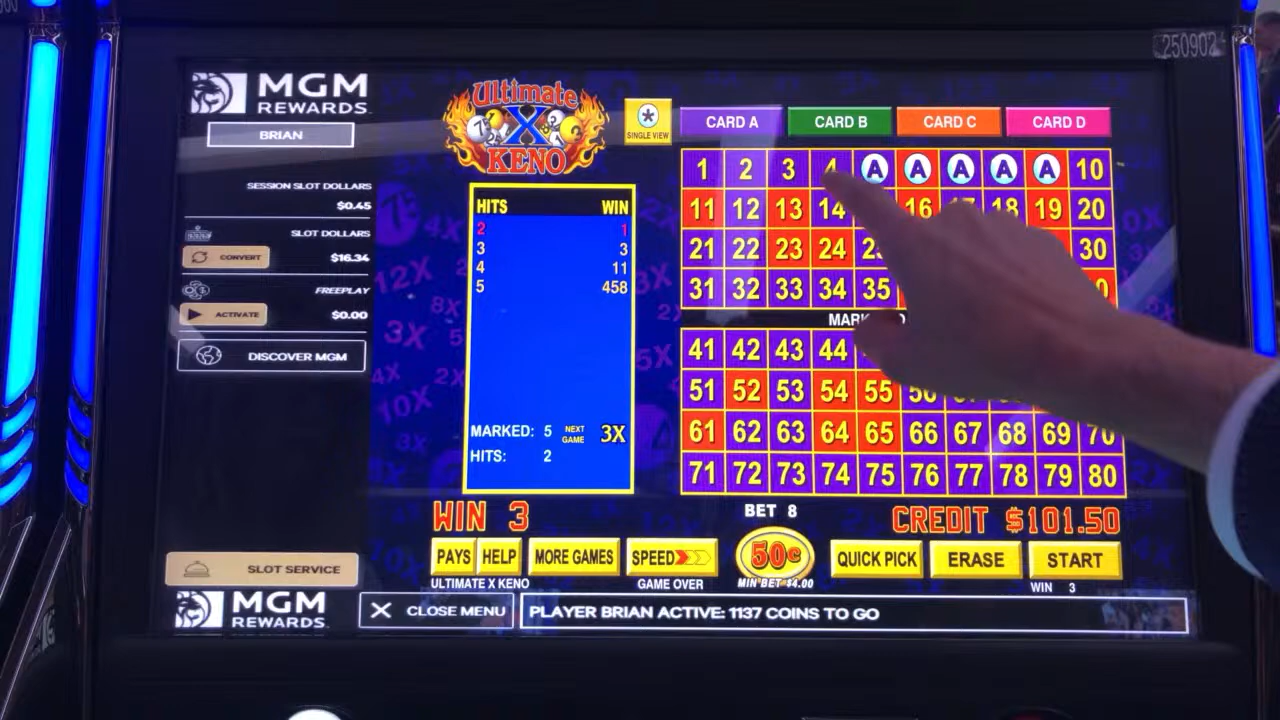 250902
MGM
REWARDS
BRIAN
SESSION SLOT DOLLARS
$0.45
SLOT DOLLARS
CONVERT $16.34
FREEPLAY
ACTIVATE $0.00
DISCOVER MGM
SLOT SERVICE
MGM
REWARDS
Ultimate
X
KENO
SINGLE VIEW
CARD A CARD B CARD C CARD D
HITS WIN
2 1
3 3
4 11
5 458
MARKED: 5 NEXT GAME 3X
HITS: 2
1 2 3 4 A A A A A 10
11 12 13 14 16 17 18 19 20
21 22 23 24 30
31 32 33 34 35
41 42 43 44
51 52 53 54 55 56
61 62 63 64 65 66 67 68 69 70
71 72 73 74 75 76 77 78 79 80
WIN 3
BET 8
CREDIT $101.50
PAYS HELP MORE GAMES SPEED 50¢ QUICK PICK ERASE START
ULTIMATE X KENO GAME OVER MIN BET $4.00 WIN 3
X CLOSE MENU
PLAYER BRIAN ACTIVE: 1137 COINS TO GO